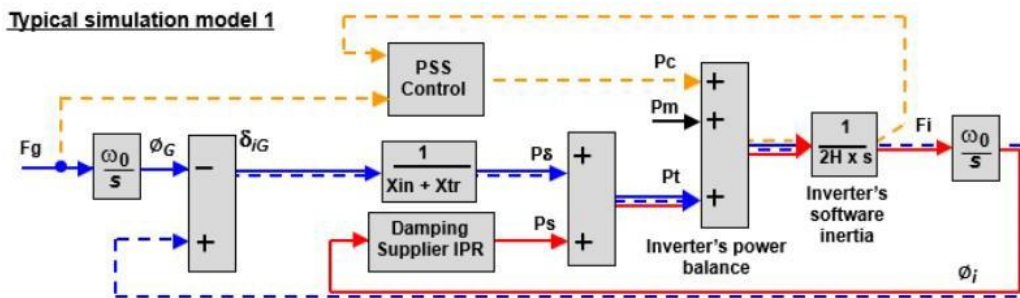 Typical simulation model 1
PSS
Control
Pc
+
Pm
+
Fg
ω0
s
ØG
−
δiG
1
Xin + Xtr
Pδ
+
Pt
+
1
2H x s
Fi
ω0
s
+
Damping
Supplier IPR
Ps
+
Inverter's power
balance
Inverter's
software
inertia
Øi